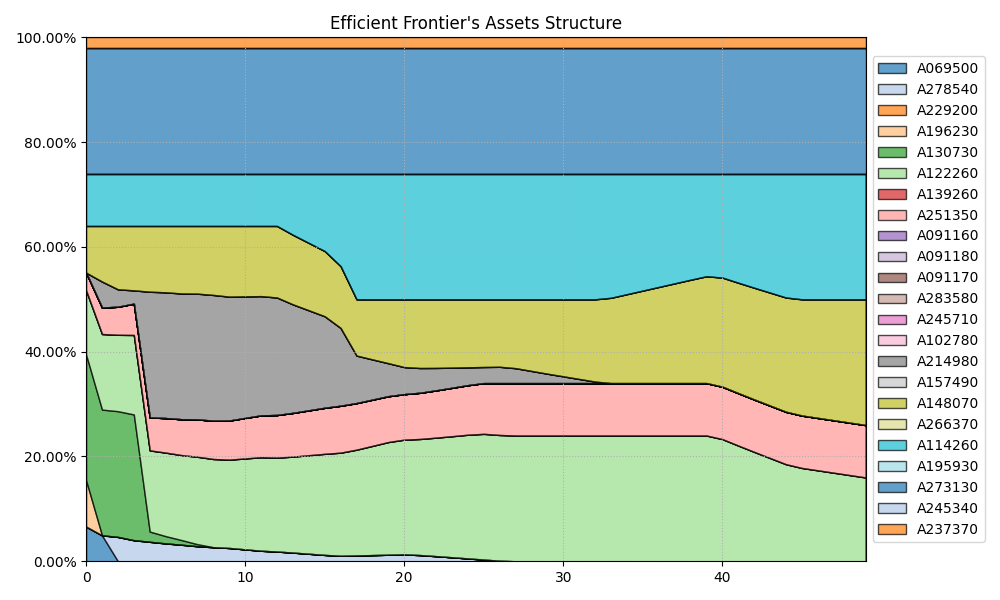 Efficient Frontier's Assets Structure
100.00%
80.00%
60.00%
40.00%
20.00%
0.00%
0
10
20
30
40
A069500
A278540
A229200
A196230
A130730
A122260
A139260
A251350
A091160
A091180
A091170
A283580
A245710
A102780
A214980
A157490
A148070
A266370
A114260
A195930
A273130
A245340
A237370